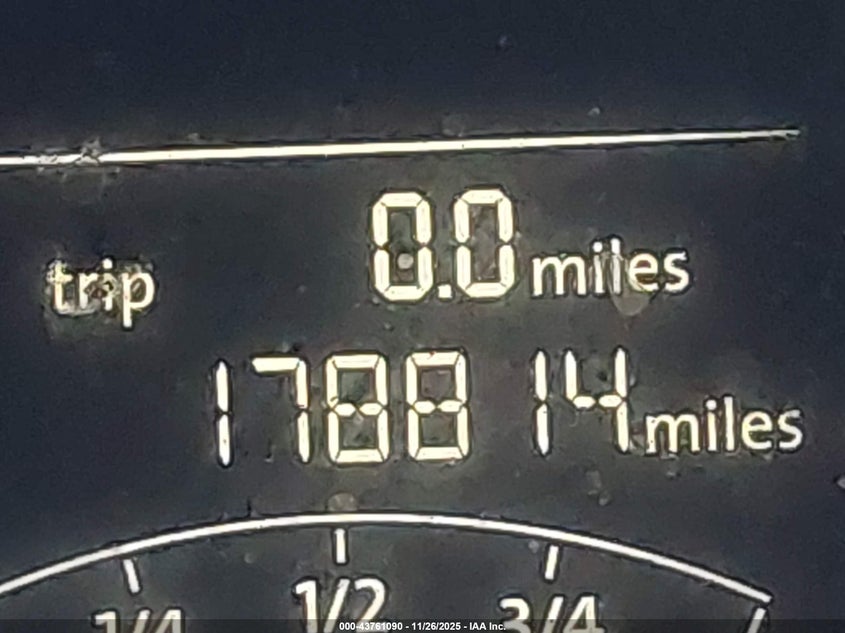 0.0 miles
trip
178814 miles
1/4 1/2 3/4
000-43761090 - 11/26/2025 - IAA Inc.